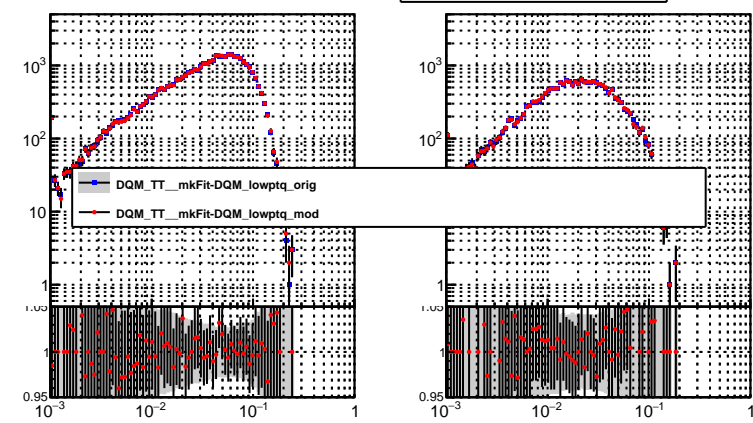 10³ 10³
10² 10²
DQM_TT__mkFit-DQM_lowptq_orig
DQM_TT__mkFit-DQM_lowptq_mod
10
1 1
1.05 1.05
1 1
0.95 0.95
10⁻³ 10⁻² 10⁻¹ 1 10⁻³ 10⁻² 10⁻¹ 1